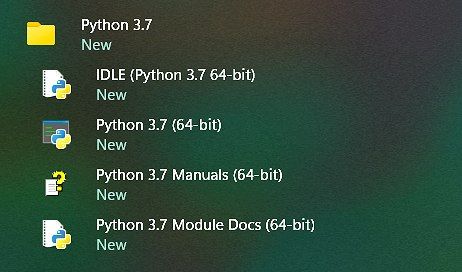 Python 3.7
New
IDLE (Python 3.7 64-bit)
New
Python 3.7 (64-bit)
New
Python 3.7 Manuals (64-bit)
New
Python 3.7 Module Docs (64-bit)
New